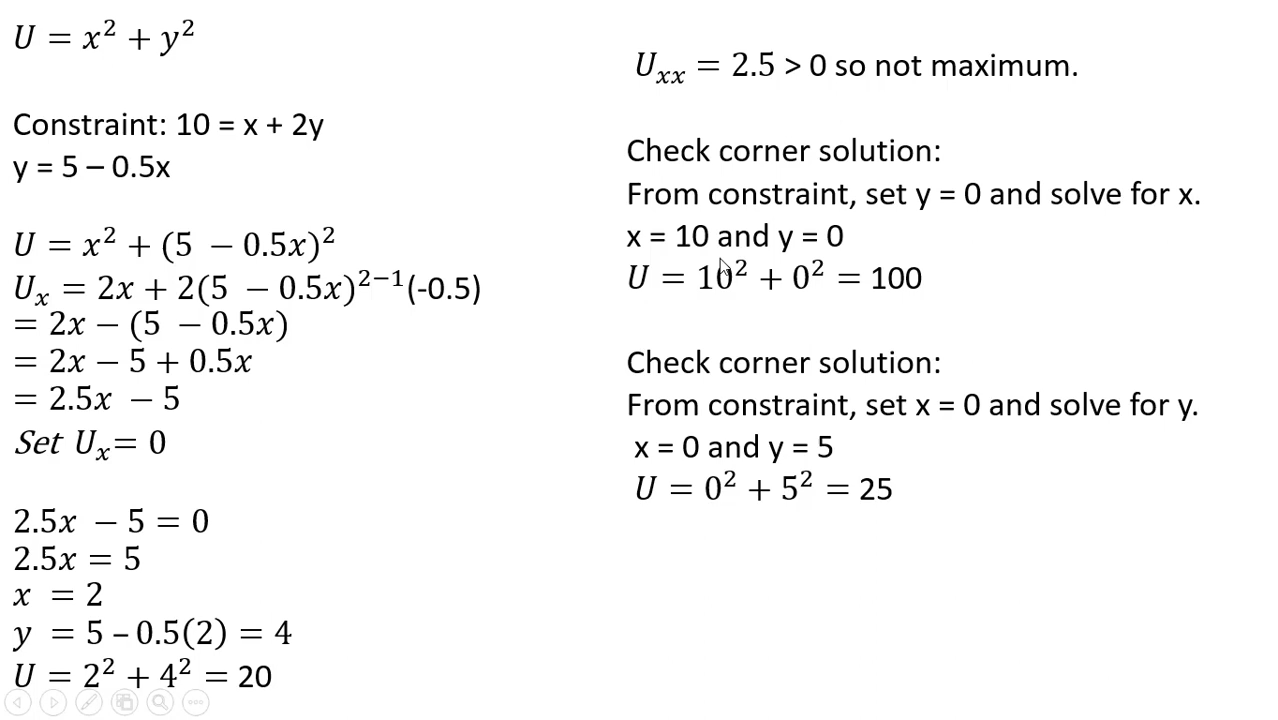 U = x² + y²
Constraint: 10 = x + 2y
y = 5 – 0.5x
U = x² + (5 − 0.5x)²
Uₓ = 2x + 2(5 − 0.5x)²⁻¹(-0.5)
= 2x − (5 − 0.5x)
= 2x − 5 + 0.5x
= 2.5x − 5
Set Uₓ= 0
2.5x − 5 = 0
2.5x = 5
x = 2
y = 5 – 0.5(2) = 4
U = 2² + 4² = 20
Uₓₓ = 2.5 > 0 so not maximum.
Check corner solution:
From constraint, set y = 0 and solve for x.
x = 10 and y = 0
U = 10² + 0² = 100
Check corner solution:
From constraint, set x = 0 and solve for y.
x = 0 and y = 5
U = 0² + 5² = 25